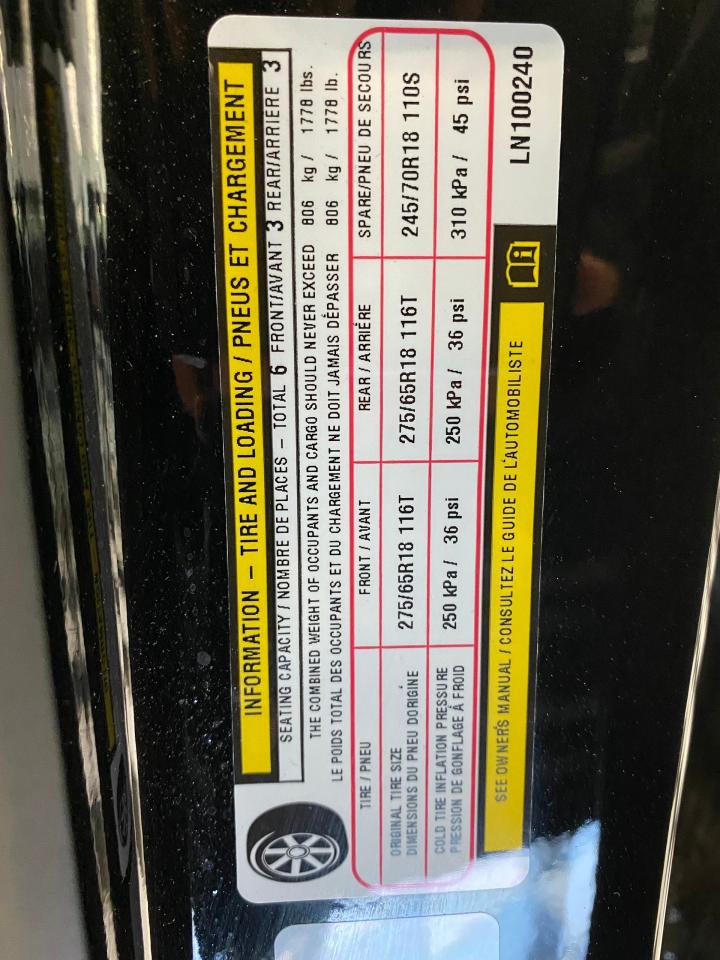 INFORMATION – TIRE AND LOADING / PNEUS ET CHARGEMENT
SEATING CAPACITY / NOMBRE DE PLACES – TOTAL 6 FRONT/AVANT 3 REAR/ARRIÈRE 3
THE COMBINED WEIGHT OF OCCUPANTS AND CARGO SHOULD NEVER EXCEED 806 kg / 1778 lbs.
LE POIDS TOTAL DES OCCUPANTS ET DU CHARGEMENT NE DOIT JAMAIS DÉPASSER 806 kg / 1778 lb.
TIRE / PNEU FRONT / AVANT REAR / ARRIÉRE SPARE/PNEU DE SECOURS
ORIGINAL TIRE SIZE
DIMENSIONS DU PNEU D'ORIGINE
275/65R18 116T 275/65R18 116T 245/70R18 110S
COLD TIRE INFLATION PRESSURE
PRESSION DE GONFLAGE Á FROID
250 kPa / 36 psi 250 kPa / 36 psi 310 kPa / 45 psi
SEE OWNER'S MANUAL / CONSULTEZ LE GUIDE DE L'AUTOMOBILISTE
LN100240